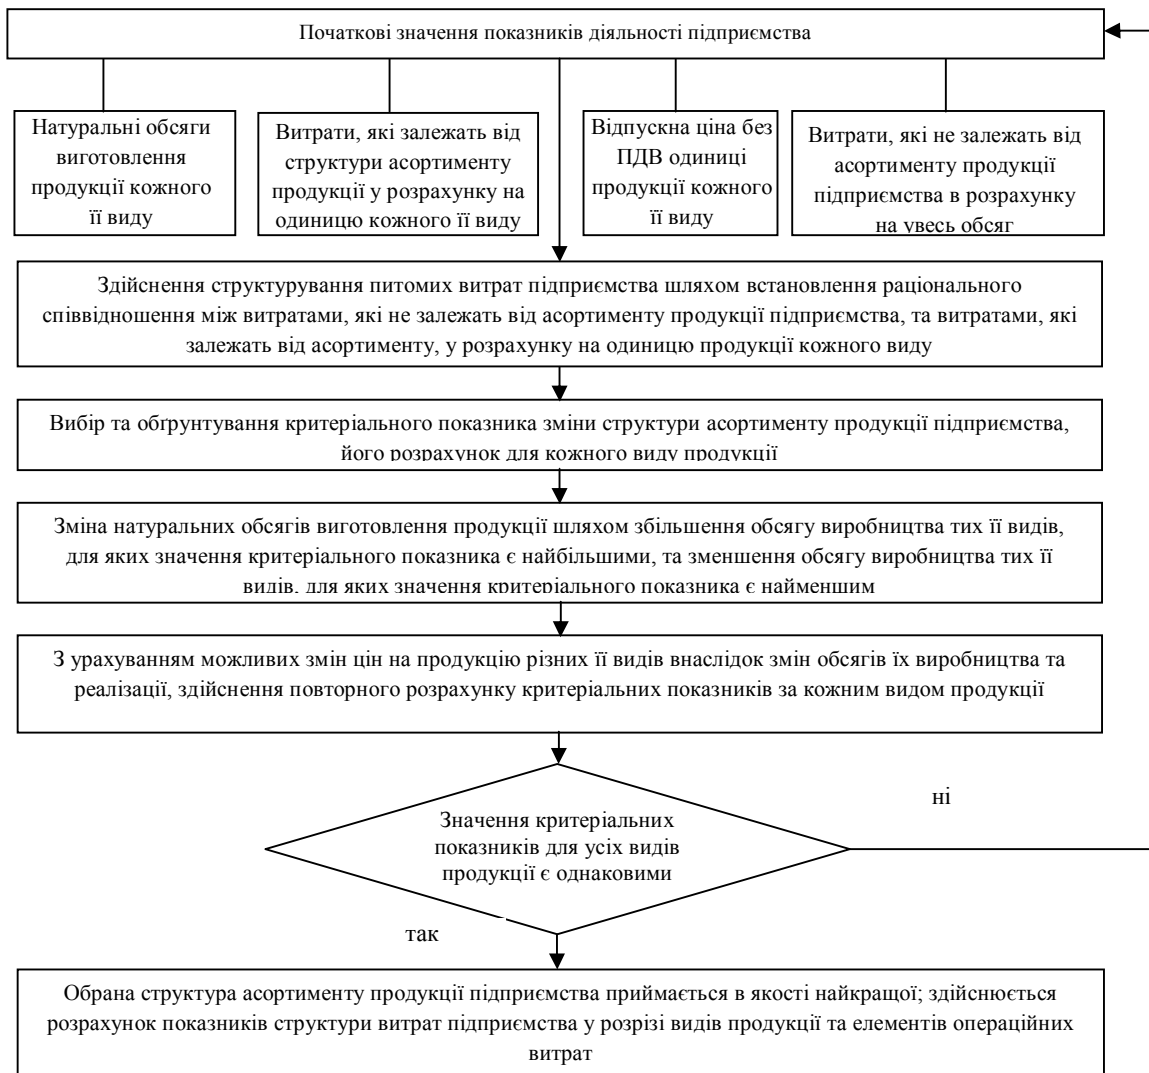 Початкові значення показників діяльності підприємства
Натуральні обсяги
виготовлення
продукції кожного
її виду
Витрати, які залежать від
структури асортименту
продукції у розрахунку на
одиницю кожного її виду
Відпускна ціна без
ПДВ одиниці
продукції кожного
її виду
Витрати, які не залежать від
асортименту продукції
підприємства в розрахунку
на увесь обсяг
Здійснення структурування питомих витрат підприємства шляхом встановлення раціонального
співвідношення між витратами, які не залежать від асортименту продукції підприємства, та витратами, які
залежать від асортименту, у розрахунку на одиницю продукції кожного виду
Вибір та обґрунтування критеріального показника зміни структури асортименту продукції підприємства,
його розрахунок для кожного виду продукції
Зміна натуральних обсягів виготовлення продукції шляхом збільшення обсягу виробництва тих її видів,
для яких значення критеріального показника є найбільшими, та зменшення обсягу виробництва тих її
видів, для яких значення критеріального показника є найменшим
З урахуванням можливих змін цін на продукцію різних її видів внаслідок змін обсягів їх виробництва та
реалізації, здійснення повторного розрахунку критеріальних показників за кожним видом продукції
Значення критеріальних
показників для усіх видів
продукції є однаковими
ні
так
Обрана структура асортименту продукції підприємства приймається в якості найкращої; здійснюється
розрахунок показників структури витрат підприємства у розрізі видів продукції та елементів операційних
витрат